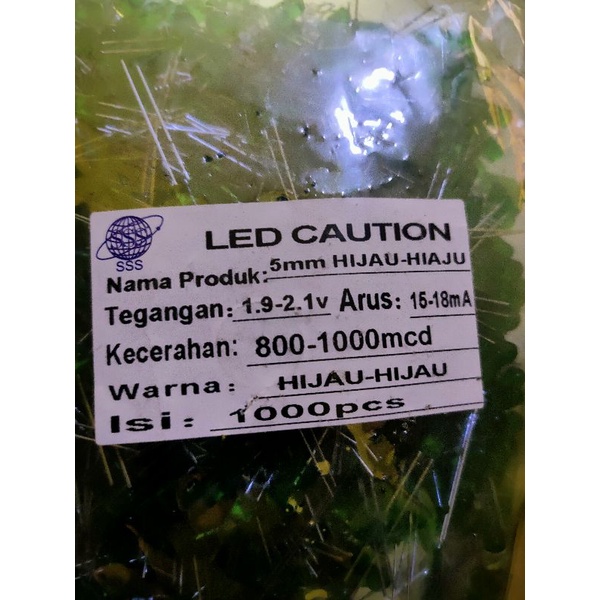 SSS
LED CAUTION
Nama Produk: 5mm HIJAU-HIAJU
Tegangan: 1.9-2.1v Arus: 15-18mA
Kecerahan: 800-1000mcd
Warna: HIJAU-HIJAU
Isi: 1000pcs